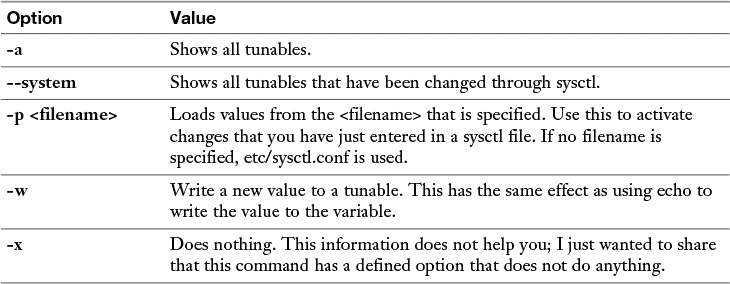 Option Value
-a Shows all tunables.
--system Shows all tunables that have been changed through sysctl.
-p <filename> Loads values from the <filename> that is specified. Use this to activate
changes that you have just entered in a sysctl file. If no filename is
specified, etc/sysctl.conf is used.
-w Write a new value to a tunable. This has the same effect as using echo to
write the value to the variable.
-x Does nothing. This information does not help you; I just wanted to share
that this command has a defined option that does not do anything.